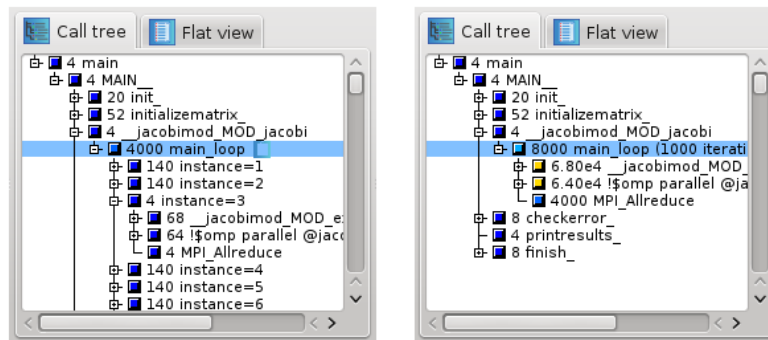 Call tree
Flat view
4 main
4 MAIN__
20 init_
52 initializematrix_
4 __jacobimod_MOD_jacobi
4000 main_loop
140 instance=1
140 instance=2
4 instance=3
68 __jacobimod_MOD_e
64 !$omp parallel @jaco
4 MPI_Allreduce
140 instance=4
140 instance=5
140 instance=6
Call tree
Flat view
4 main
4 MAIN__
20 init_
52 initializematrix_
4 __jacobimod_MOD_jacobi
8000 main_loop (1000 iterati
6.80e4 __jacobimod_MOD_
6.40e4 !$omp parallel @ja
4000 MPI_Allreduce
8 checkerror_
4 printresults_
8 finish_